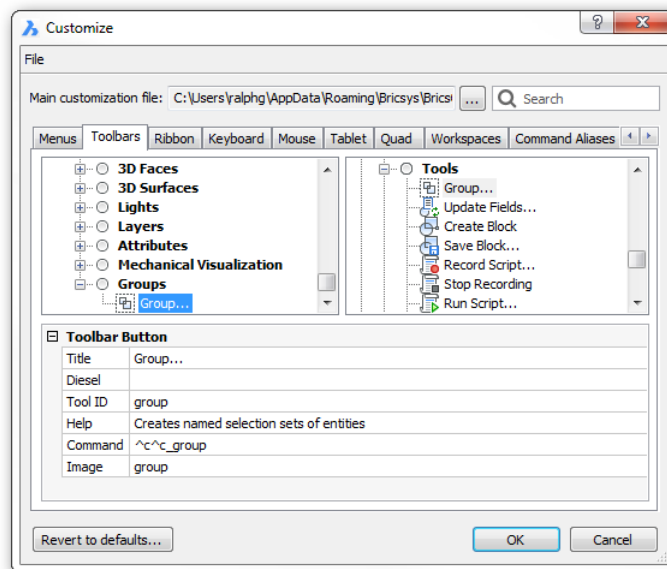 Customize
File
Main customization file: C:\Users\ralphg\AppData\Roaming\Bricsys\Brics ... Search
Menus Toolbars Ribbon Keyboard Mouse Tablet Quad Workspaces Command Aliases
3D Faces
3D Surfaces
Lights
Layers
Attributes
Mechanical Visualization
Groups
Group...
Tools
Group...
Update Fields...
Create Block
Save Block...
Record Script...
Stop Recording
Run Script...
Toolbar Button
Title Group...
Diesel
Tool ID group
Help Creates named selection sets of entities
Command ^c^c_group
Image group
Revert to defaults... OK Cancel